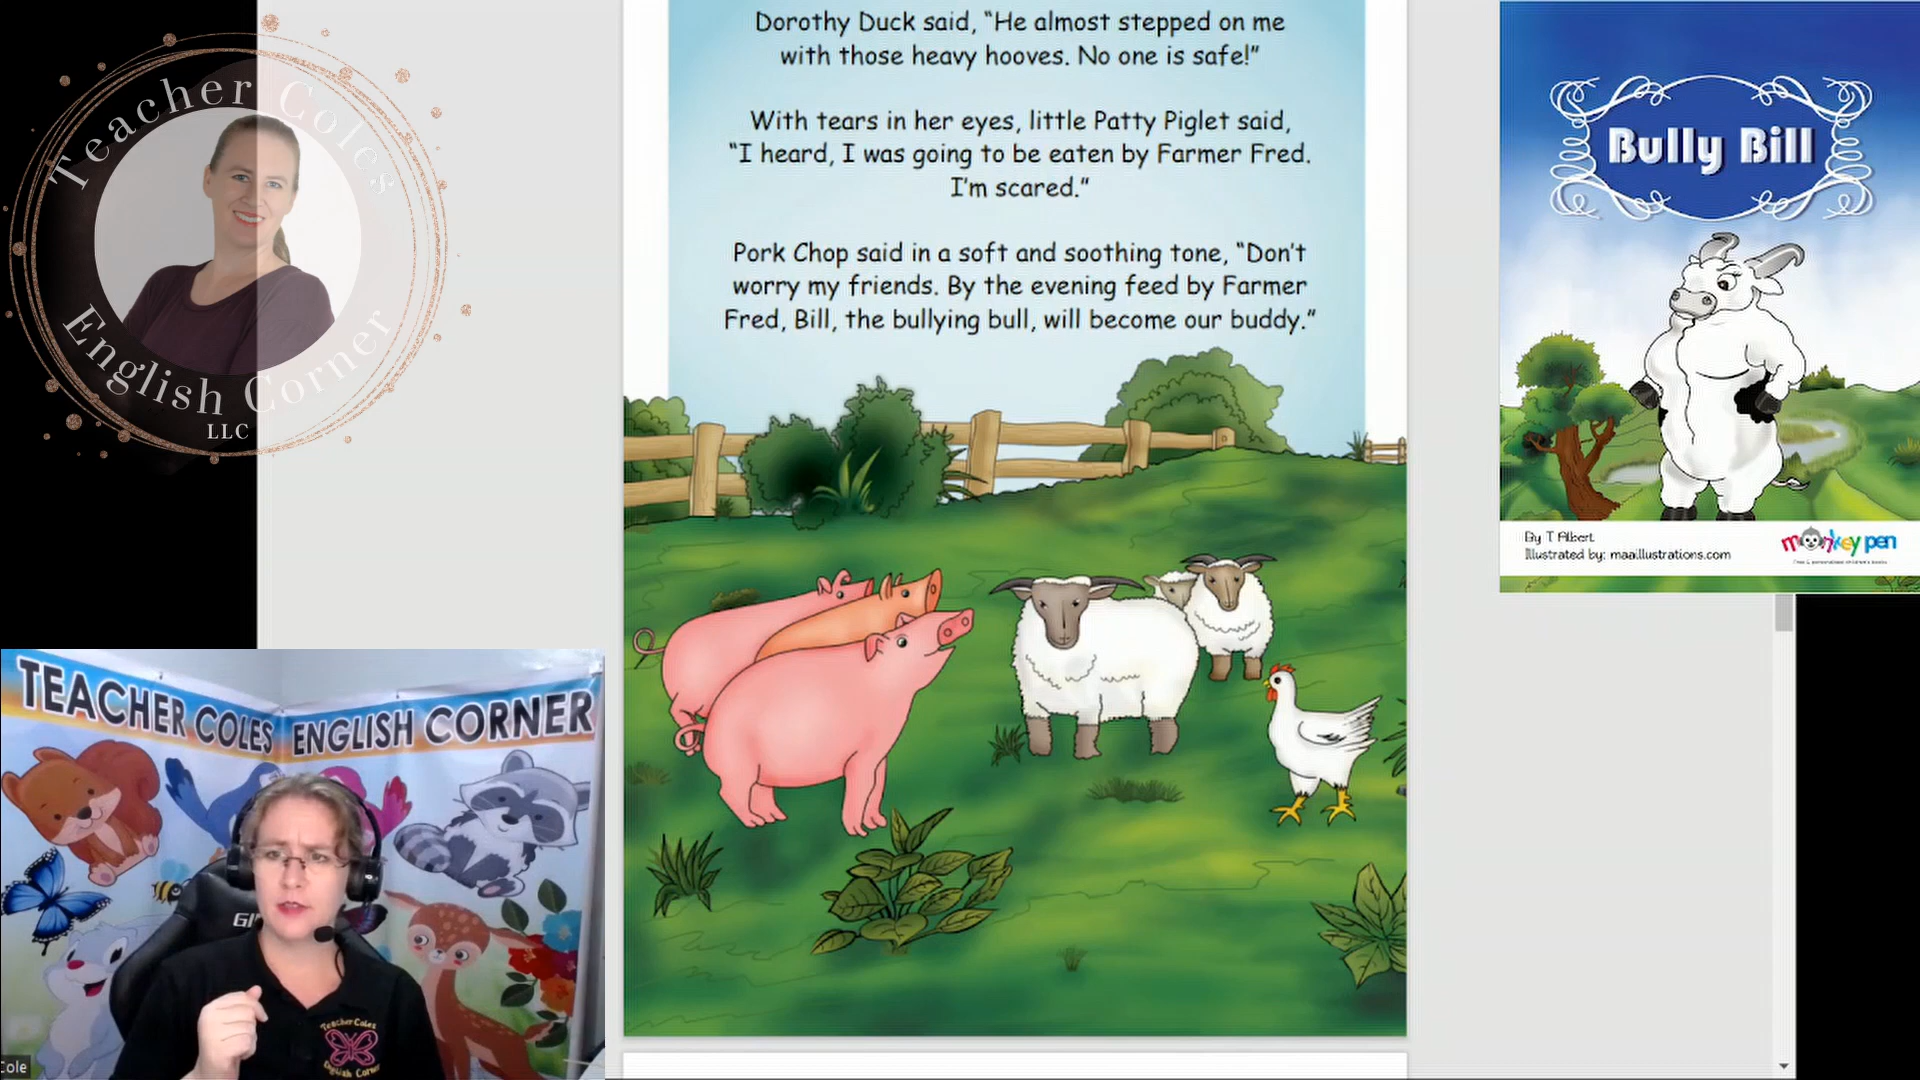 Teacher Coles
English Corner
LLC
Dorothy Duck said, “He almost stepped on me
with those heavy hooves. No one is safe!”
With tears in her eyes, little Patty Piglet said,
“I heard, I was going to be eaten by Farmer Fred.
I’m scared.”
Pork Chop said in a soft and soothing tone, “Don’t
worry my friends. By the evening feed by Farmer
Fred, Bill, the bullying bull, will become our buddy.”
Bully Bill
By T Albert
Illustrated by: maaillustrations.com
monkey pen
TEACHER COLES ENGLISH CORNER
Teacher Coles
English Corner
Cole